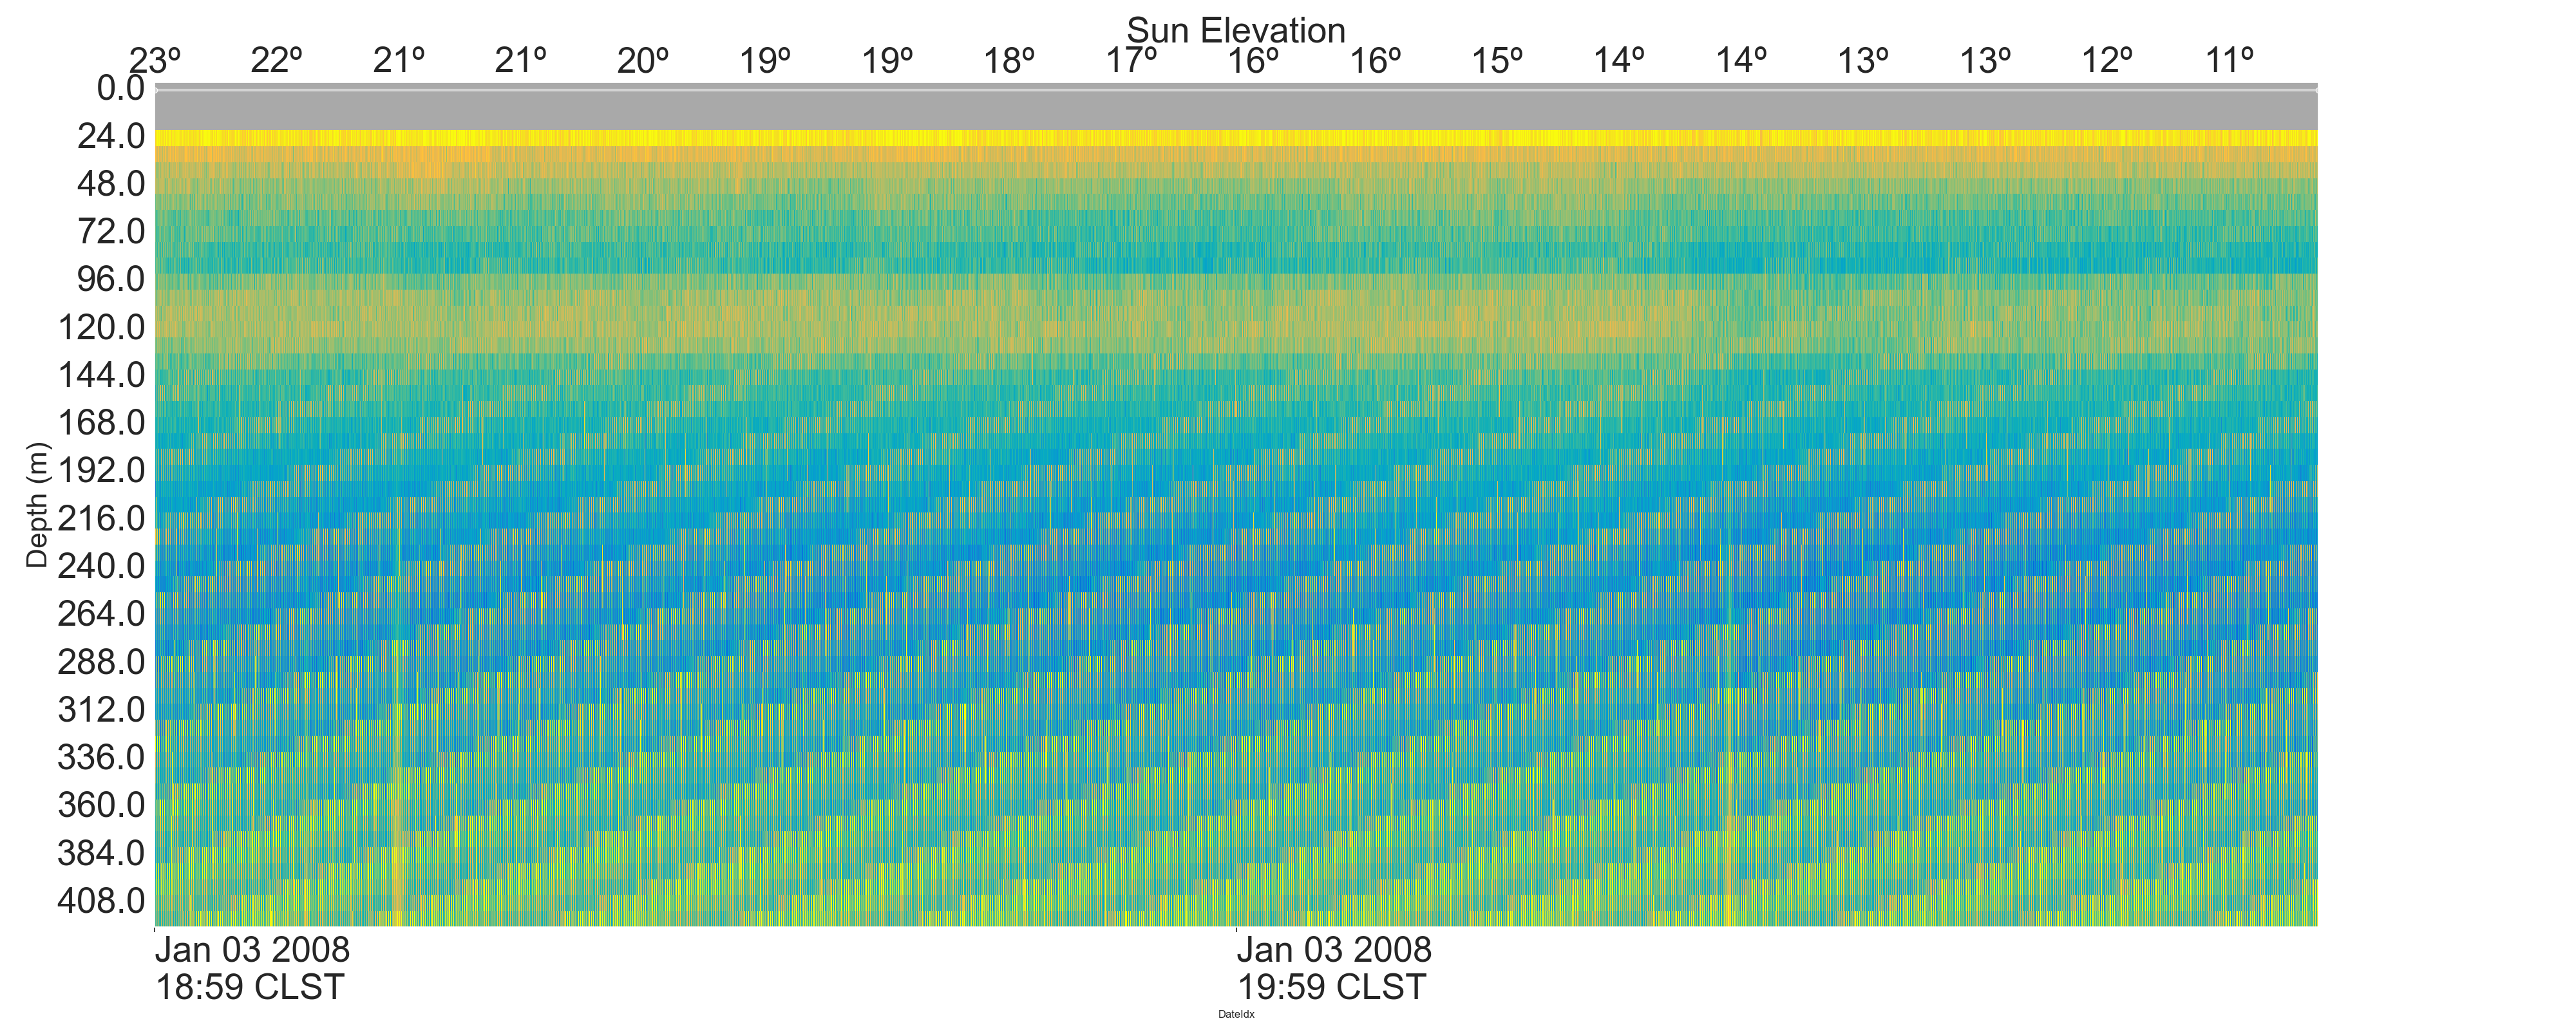 Sun Elevation
23º 22º 21º 21º 20º 19º 19º 18º 17º 16º 16º 15º 14º 14º 13º 13º 12º 11º
0.0
24.0
48.0
72.0
96.0
120.0
144.0
168.0
192.0
216.0
240.0
264.0
288.0
312.0
336.0
360.0
384.0
408.0
Depth (m)
Jan 03 2008
18:59 CLST
Jan 03 2008
19:59 CLST
DateIdx